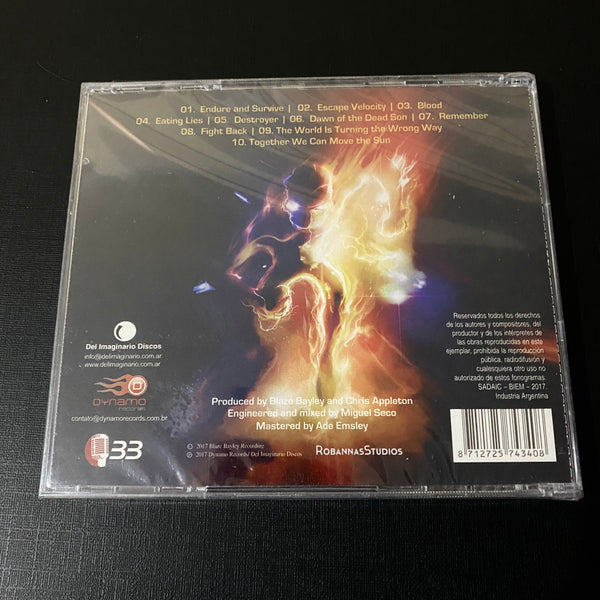 01. Endure and Survive | 02. Escape Velocity | 03. Blood
04. Eating Lies | 05. Destroyer | 06. Dawn of the Dead Son | 07. Remember
08. Fight Back | 09. The World Is Turning the Wrong Way
10. Together We Can Move the Sun
Del Imaginario Discos
info@delimaginario.com.ar
www.delimaginario.com.ar
DYNAMO
records
contato@dynamorecords.com.br
33
Reservados todos los derechos
de los autores y compositores, del
productor y de los intérpretes de
las obras reproducidas en este
ejemplar, prohibida la reproducción
pública, radiodifusión y
cualesquiera otro uso no
autorizado de estos fonogramas.
SADAIC – BIEM – 2017.
Industria Argentina
Produced by Blaze Bayley and Chris Appleton
Engineered and mixed by Miguel Seco
Mastered by Ade Emsley
© 2017 Blaze Bayley Recording
℗ 2017 Dynamo Records/ Del Imaginario Discos
ROBANNASSTUDIOS
8 712725 743408